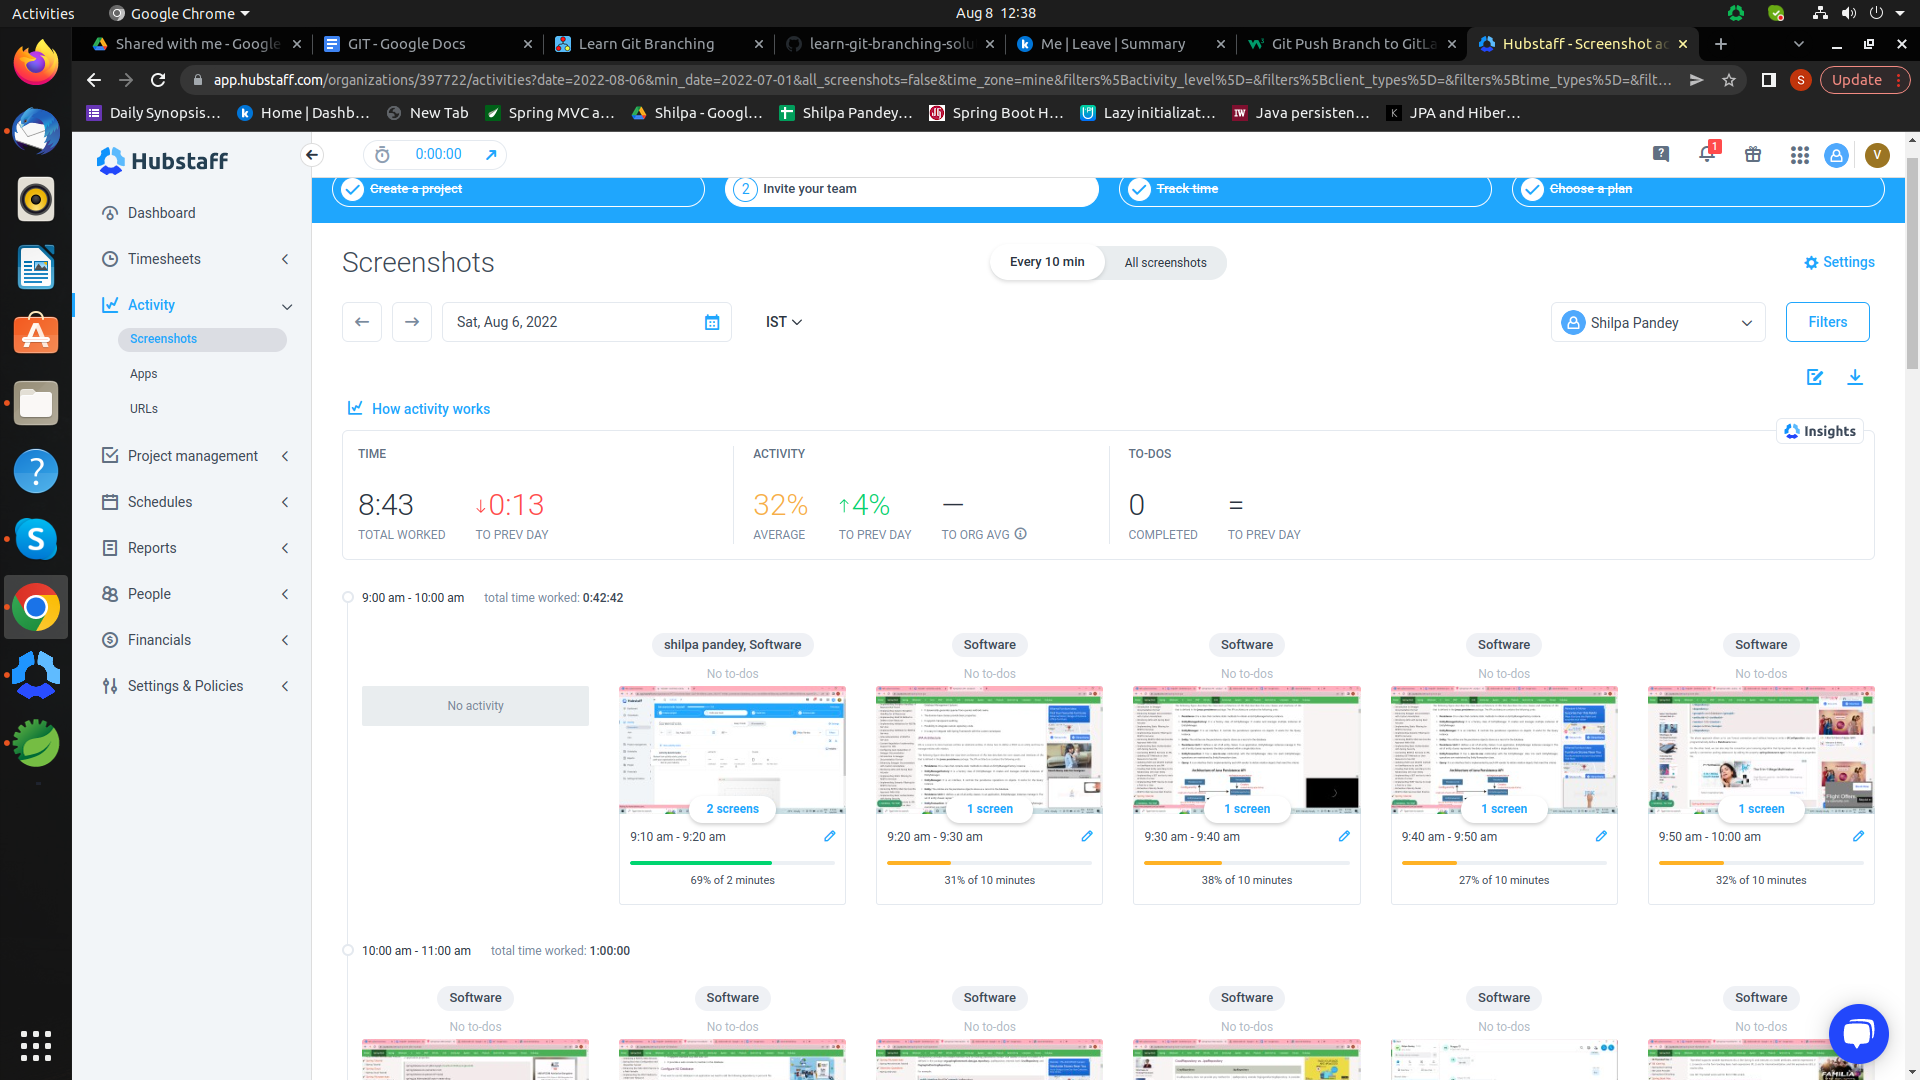 Activities
Google Chrome
Aug 8 12:38
Shared with me - Google
GIT - Google Docs
Learn Git Branching
learn-git-branching-solu
Me | Leave | Summary
Git Push Branch to GitLa
Hubstaff - Screenshot ac
app.hubstaff.com/organizations/397722/activities?date=2022-08-06&min_date=2022-07-01&all_screenshots=false&time_zone=mine&filters%5Bactivity_level%5D=&filters%5Bclient_types%5D=&filters%5Btime_types%5D=&filt...
S
Update
Daily Synopsis...
Home | Dashb...
New Tab
Spring MVC a...
Shilpa - Googl...
Shilpa Pandey...
Spring Boot H...
Lazy initializat...
Java persisten...
JPA and Hiber...
Hubstaff
0:00:00
1
V
Create a project
2 Invite your team
Track time
Choose a plan
Dashboard
Timesheets
Activity
Screenshots
Apps
URLs
Project management
Schedules
Reports
People
Financials
Settings & Policies
Screenshots
Every 10 min
All screenshots
Settings
Sat, Aug 6, 2022
IST
Shilpa Pandey
Filters
How activity works
Insights
TIME
8:43
TOTAL WORKED
↓0:13
TO PREV DAY
ACTIVITY
32%
AVERAGE
↑4%
TO PREV DAY
—
TO ORG AVG
TO-DOS
0
COMPLETED
=
TO PREV DAY
9:00 am - 10:00 am total time worked: 0:42:42
No activity
shilpa pandey, Software
No to-dos
2 screens
9:10 am - 9:20 am
69% of 2 minutes
Software
No to-dos
1 screen
9:20 am - 9:30 am
31% of 10 minutes
Software
No to-dos
1 screen
9:30 am - 9:40 am
38% of 10 minutes
Software
No to-dos
1 screen
9:40 am - 9:50 am
27% of 10 minutes
Software
No to-dos
1 screen
9:50 am - 10:00 am
32% of 10 minutes
10:00 am - 11:00 am total time worked: 1:00:00
Software
No to-dos
Software
No to-dos
Software
No to-dos
Software
No to-dos
Software
No to-dos
Software
No to-dos